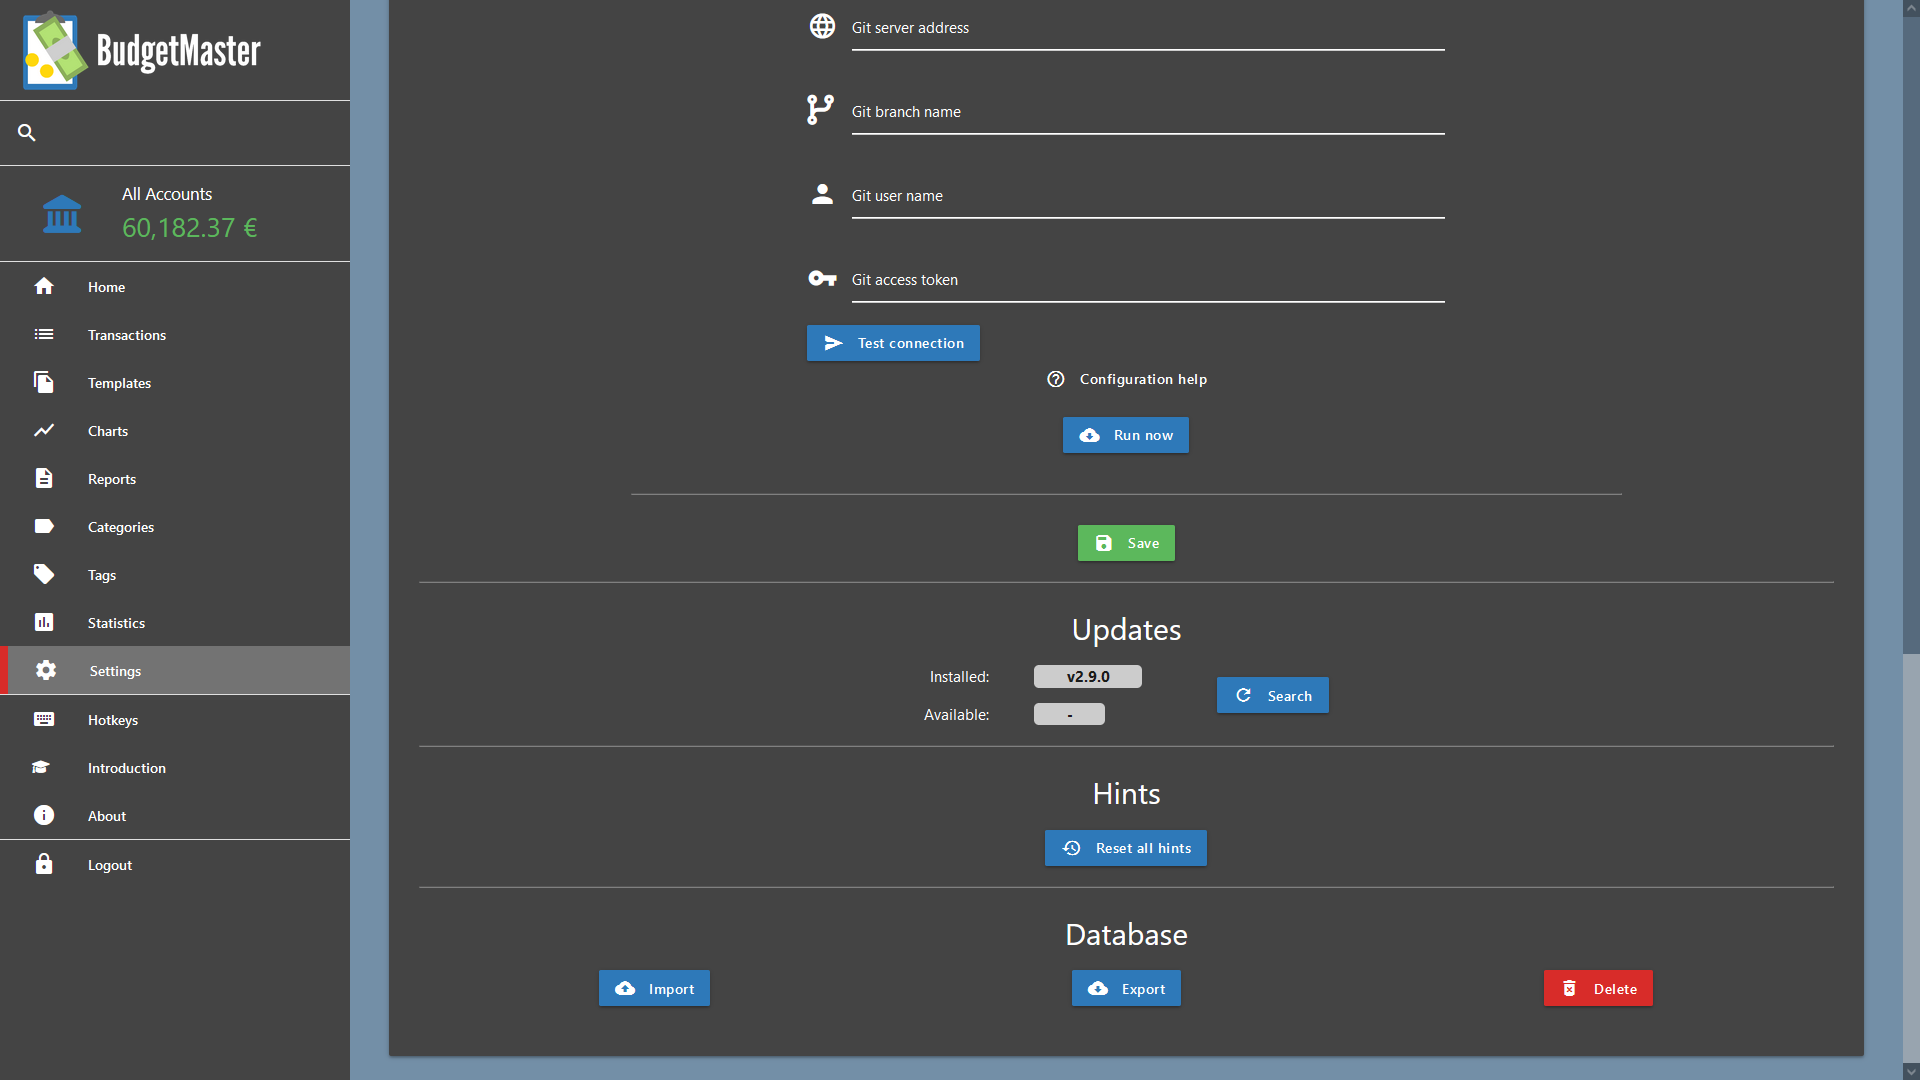 BudgetMaster
All Accounts
60,182.37 €
Home
Transactions
Templates
Charts
Reports
Categories
Tags
Statistics
Settings
Hotkeys
Introduction
About
Logout
Git server address
Git branch name
Git user name
Git access token
Test connection
Configuration help
Run now
Save
Updates
Installed: v2.9.0
Available: -
Search
Hints
Reset all hints
Database
Import Export Delete